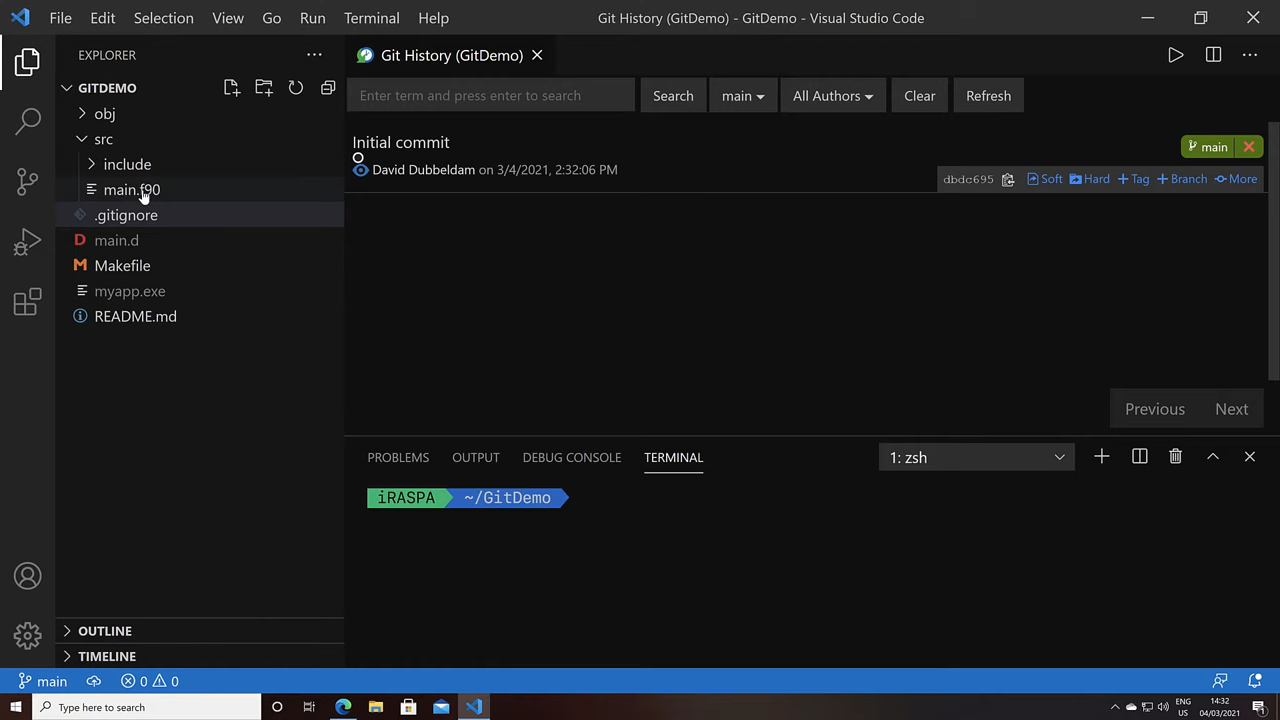 File Edit Selection View Go Run Terminal Help
Git History (GitDemo) - GitDemo - Visual Studio Code
EXPLORER
GITDEMO
obj
src
include
main.f90
.gitignore
D main.d
M Makefile
myapp.exe
README.md
OUTLINE
TIMELINE
Git History (GitDemo)
Enter term and press enter to search
Search
main
All Authors
Clear
Refresh
Initial commit
main
David Dubbeldam on 3/4/2021, 2:32:06 PM
dbdc695 Soft Hard +Tag +Branch More
Previous Next
PROBLEMS OUTPUT DEBUG CONSOLE TERMINAL
1: zsh
iRASPA ~/GitDemo
main 0 0
Type here to search
ENG
US
14:32
04/03/2021